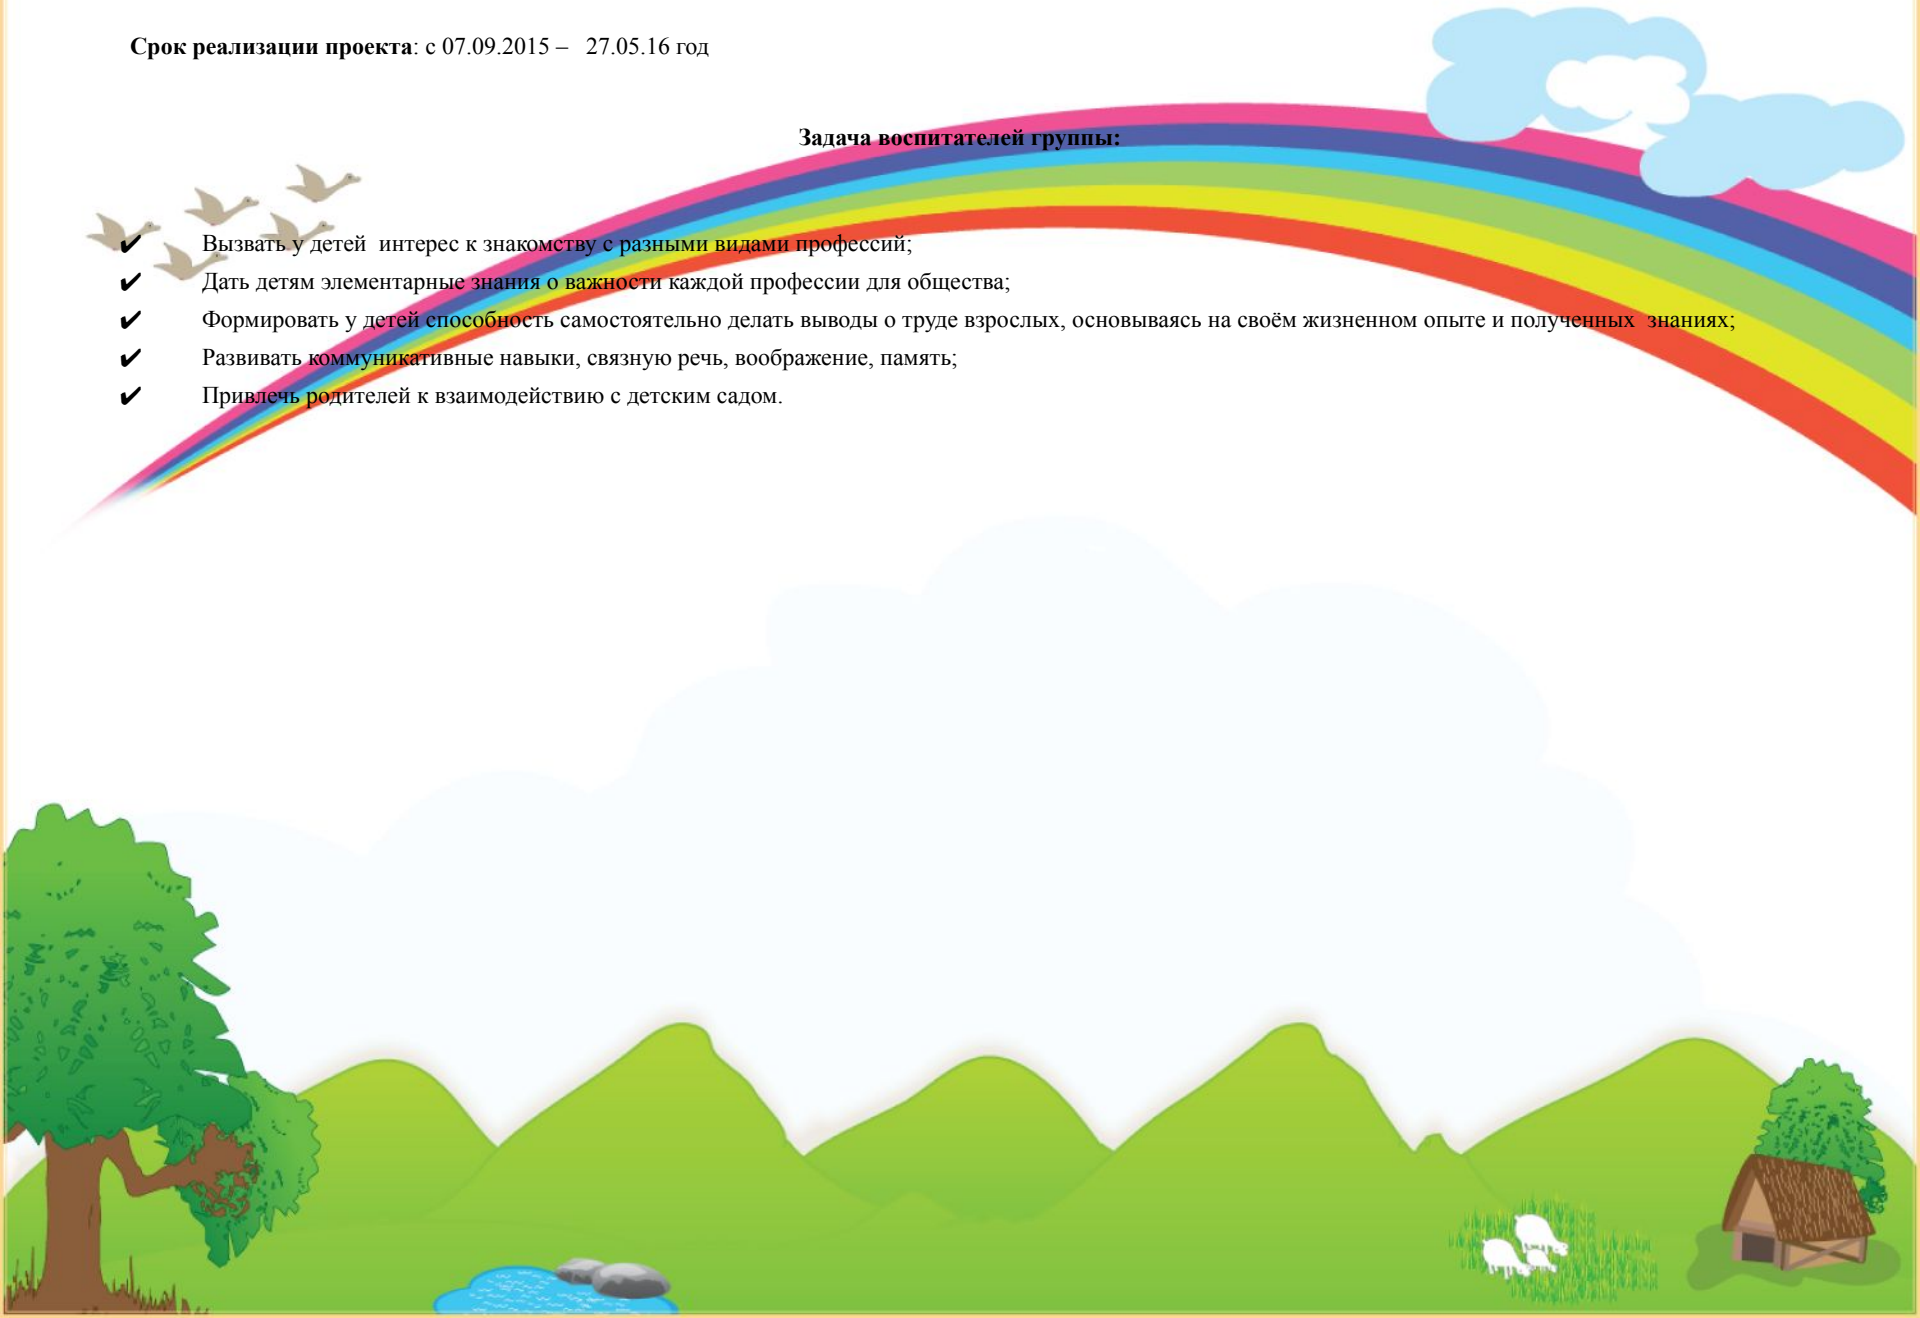 Срок реализации проекта: с 07.09.2015 – 27.05.16 год
Задача воспитателей группы:
✔ Вызвать у детей интерес к знакомству с разными видами профессий;
✔ Дать детям элементарные знания о важности каждой профессии для общества;
✔ Формировать у детей способность самостоятельно делать выводы о труде взрослых, основываясь на своём жизненном опыте и полученных знаниях;
✔ Развивать коммуникативные навыки, связную речь, воображение, память;
✔ Привлечь родителей к взаимодействию с детским садом.